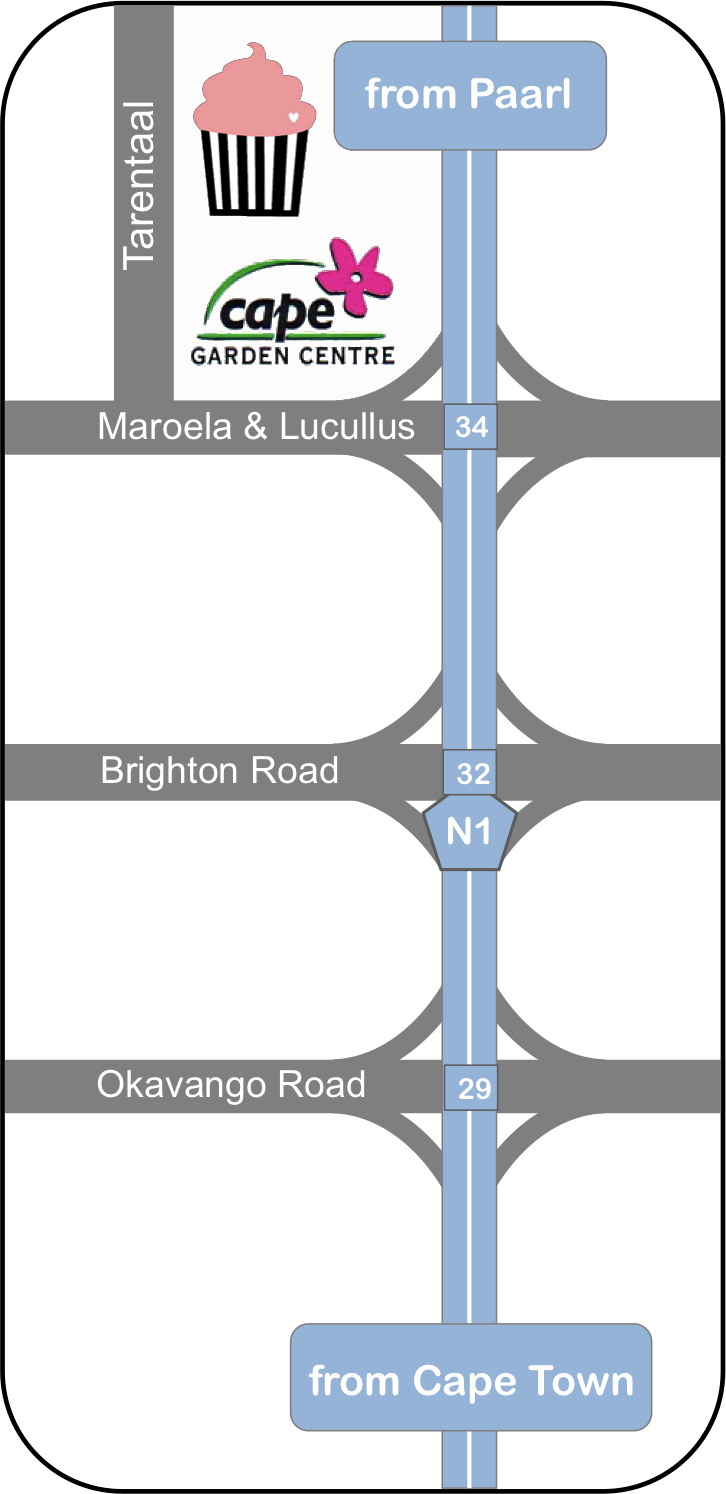 from Paarl
Tarentaal
cape
GARDEN CENTRE
Maroela & Lucullus
34
Brighton Road
32
N1
Okavango Road
29
from Cape Town